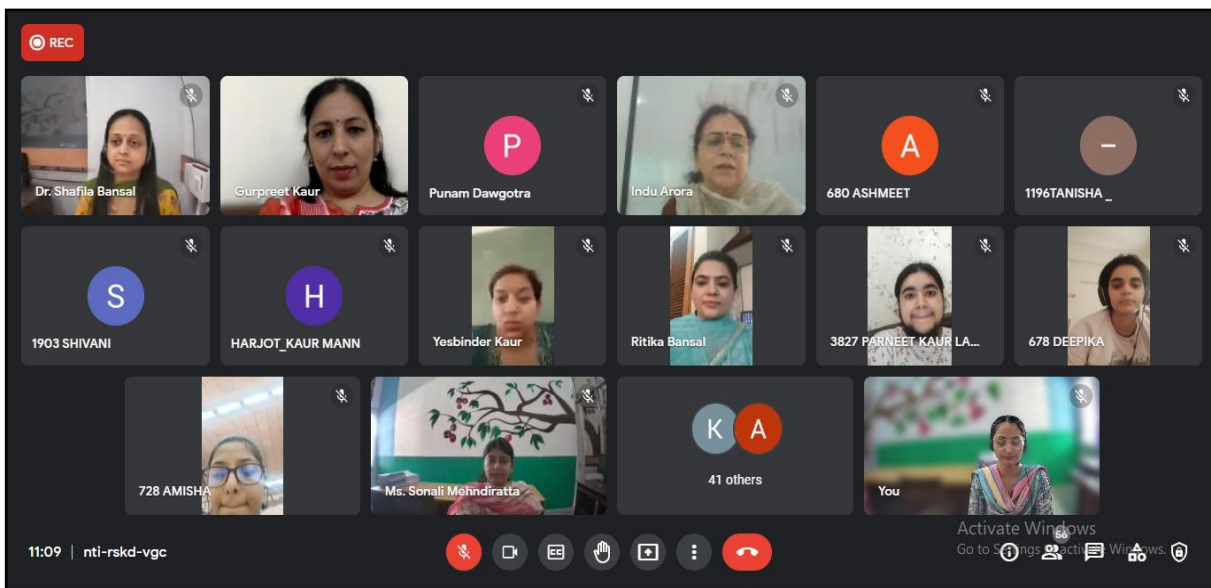 REC
Dr. Shafila Bansal
Gurpreet Kaur
P
Punam Dawgotra
Indu Arora
A
680 ASHMEET
–
1196TANISHA _
S
1903 SHIVANI
H
HARJOT_KAUR MANN
Yesbinder Kaur
Ritika Bansal
3827 PARNEET KAUR LA...
678 DEEPIKA
728 AMISHA
Ms. Sonali Mehndiratta
K A
41 others
You
Activate Windows
Go to Settings to activate Windows.
11:09 | nti-rskd-vgc
CC
56